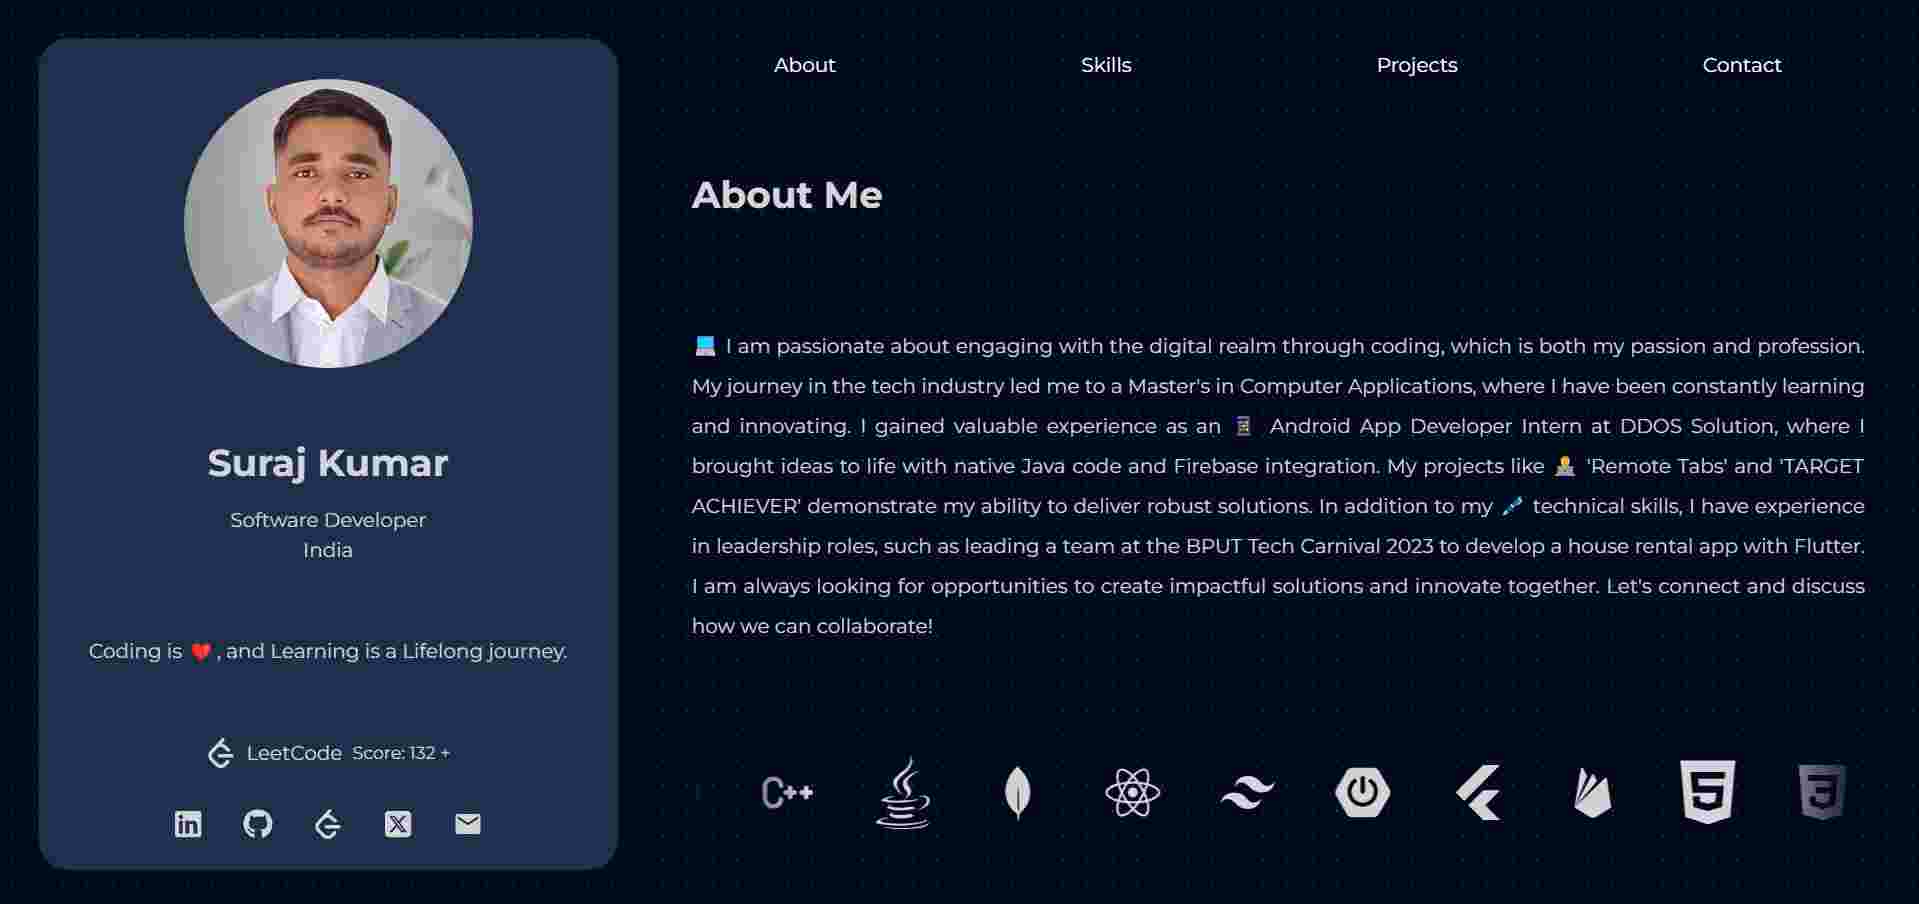 About Skills Projects Contact
Suraj Kumar
Software Developer
India
Coding is ❤️, and Learning is a Lifelong journey.
LeetCode Score: 132 +
in
X
About Me
💻 I am passionate about engaging with the digital realm through coding, which is both my passion and profession.
My journey in the tech industry led me to a Master's in Computer Applications, where I have been constantly learning
and innovating. I gained valuable experience as an 📱 Android App Developer Intern at DDOS Solution, where I
brought ideas to life with native Java code and Firebase integration. My projects like 🧑‍💻 'Remote Tabs' and 'TARGET
ACHIEVER' demonstrate my ability to deliver robust solutions. In addition to my 🖊️ technical skills, I have experience
in leadership roles, such as leading a team at the BPUT Tech Carnival 2023 to develop a house rental app with Flutter.
I am always looking for opportunities to create impactful solutions and innovate together. Let's connect and discuss
how we can collaborate!
C++ 5 3